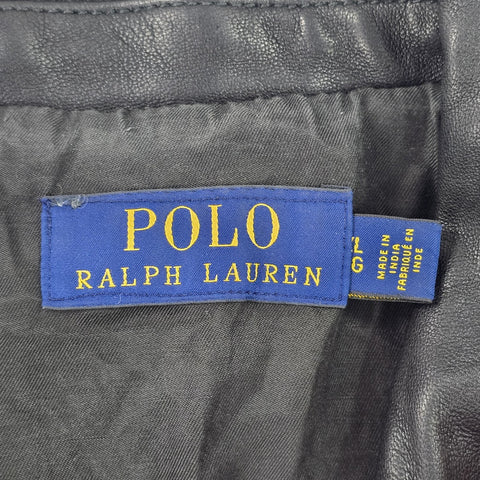 POLO
RALPH LAUREN
L
G
MADE IN
INDIA
FABRIQUÉ EN
INDE